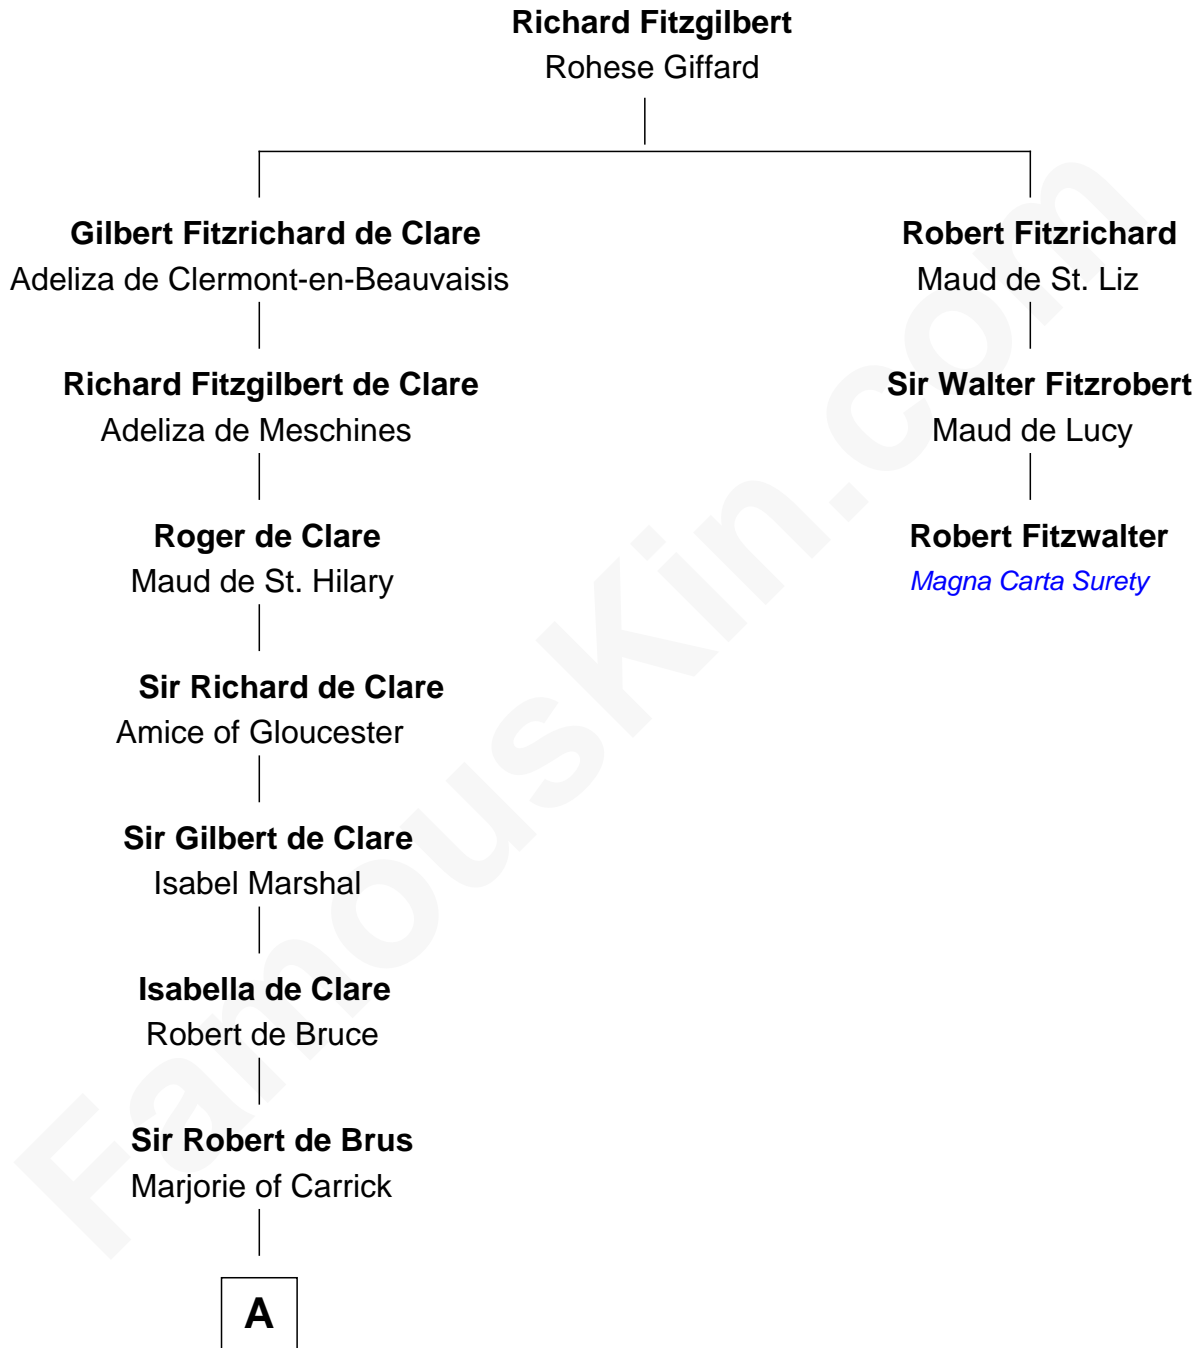 Richard Fitzgilbert
Rohese Giffard
Gilbert Fitzrichard de Clare
Adeliza de Clermont-en-Beauvaisis
Robert Fitzrichard
Maud de St. Liz
Richard Fitzgilbert de Clare
Adeliza de Meschines
Sir Walter Fitzrobert
Maud de Lucy
Roger de Clare
Maud de St. Hilary
Robert Fitzwalter
Magna Carta Surety
Sir Richard de Clare
Amice of Gloucester
Sir Gilbert de Clare
Isabel Marshal
Isabella de Clare
Robert de Bruce
Sir Robert de Brus
Marjorie of Carrick
A
FamousKin.com